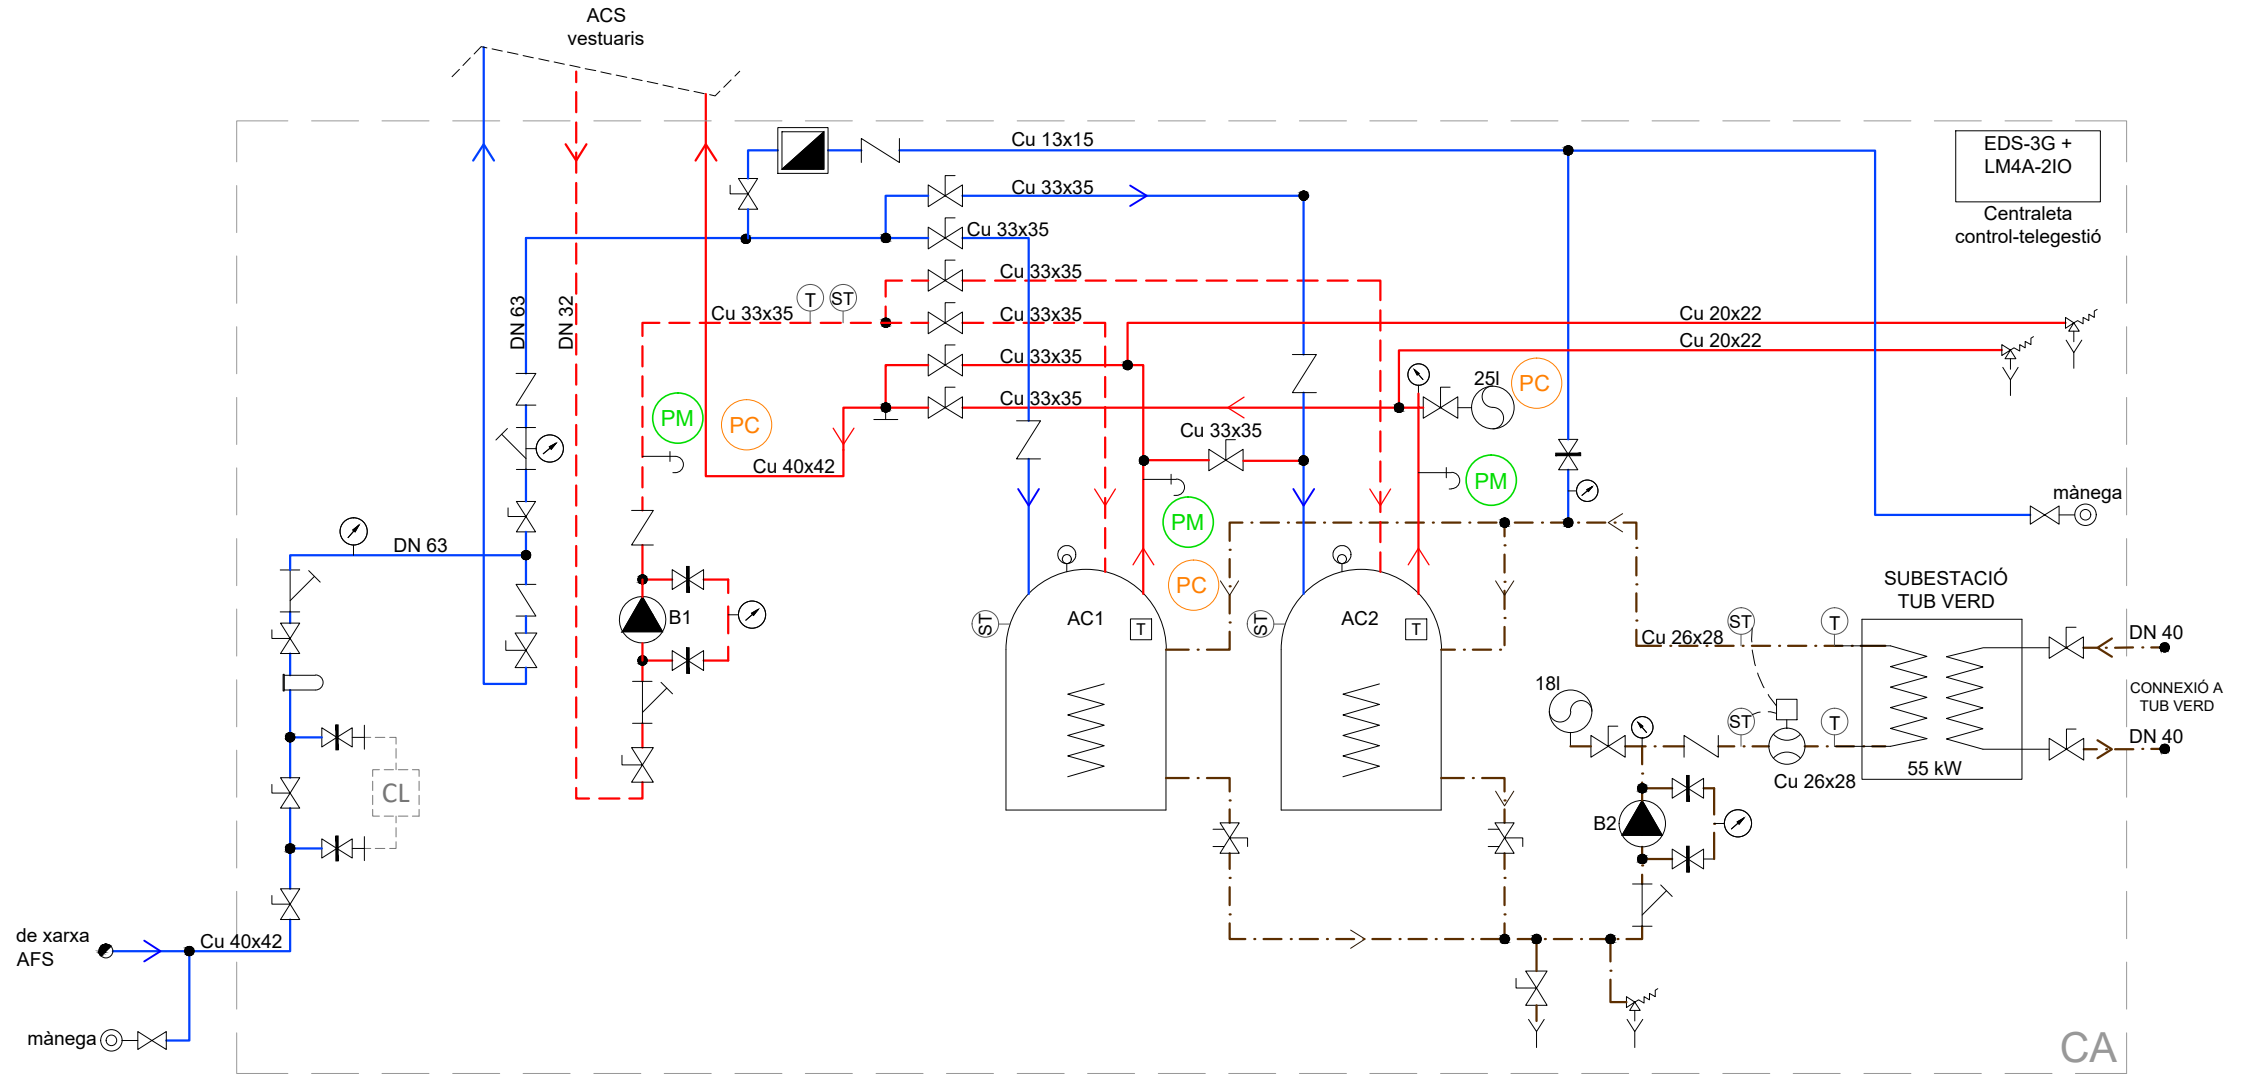 ACS
vestuaris
Cu 13x15
EDS-3G +
LM4A-2IO
Centraleta
control-telegestió
Cu 33x35
Cu 33x35
Cu 33x35
DN 63
DN 32
Cu 33x35
T
ST
Cu 33x35
Cu 20x22
Cu 20x22
Cu 33x35
Cu 33x35
25l
PC
PM
PC
Cu 33x35
Cu 40x42
PM
PM
mànega
DN 63
PC
SUBESTACIÓ
TUB VERD
B1
ST
AC1
T
ST
AC2
T
Cu 26x28
ST
T
DN 40
CONNEXIÓ A
TUB VERD
18l
ST
T
DN 40
55 kW
Cu 26x28
CL
B2
de xarxa
AFS
Cu 40x42
mànega
CA